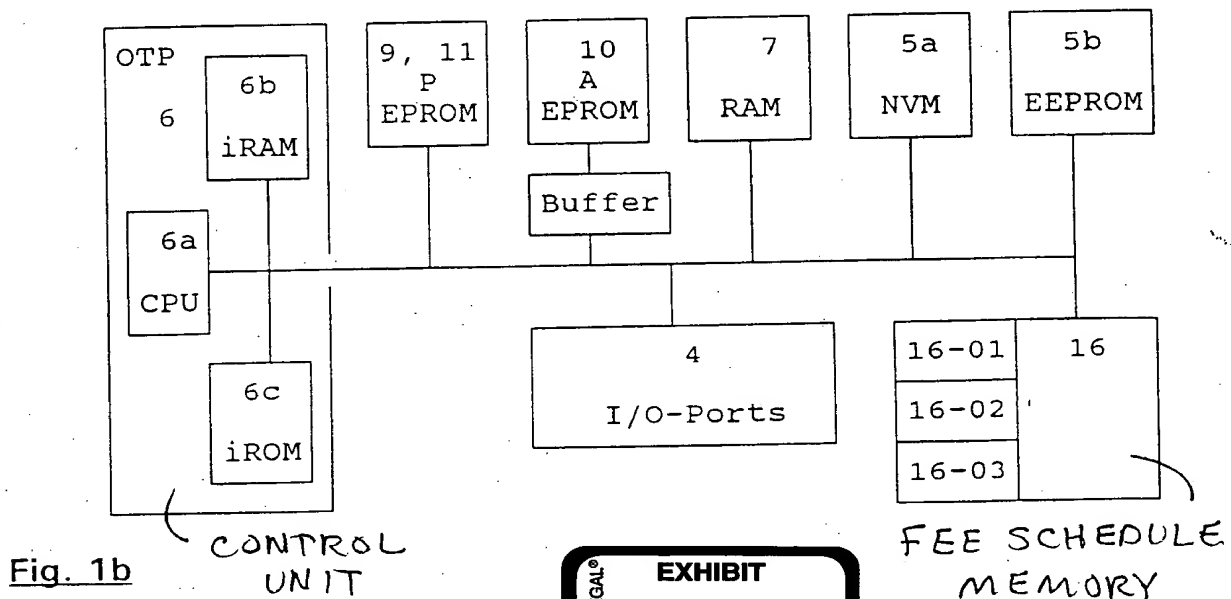 OTP
6
6b
iRAM
6a
CPU
6c
iROM
9, 11
P
EPROM
10
A
EPROM
Buffer
7
RAM
5a
NVM
5b
EEPROM
4
I/O-Ports
16-01
16-02
16-03
16
Fig. 1b
CONTROL
UNIT
GAL®
EXHIBIT
FEE SCHEDULE
MEMORY